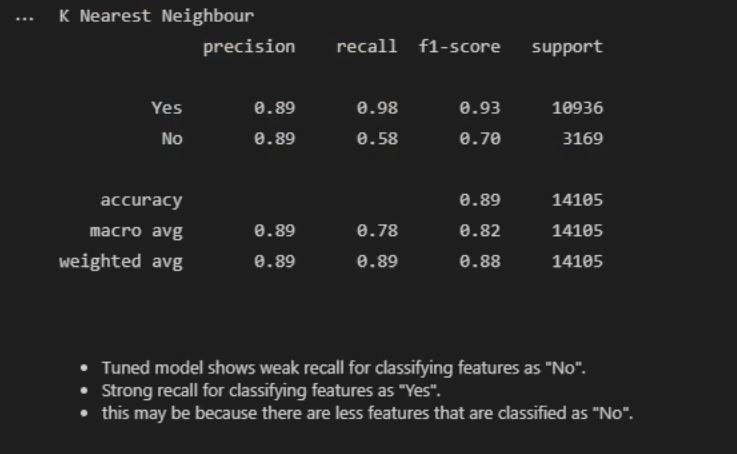 ... K Nearest Neighbour
precision recall f1-score support
Yes 0.89 0.98 0.93 10936
No 0.89 0.58 0.70 3169
accuracy 0.89 14105
macro avg 0.89 0.78 0.82 14105
weighted avg 0.89 0.89 0.88 14105
• Tuned model shows weak recall for classifying features as "No".
• Strong recall for classifying features as "Yes".
• this may be because there are less features that are classified as "No".